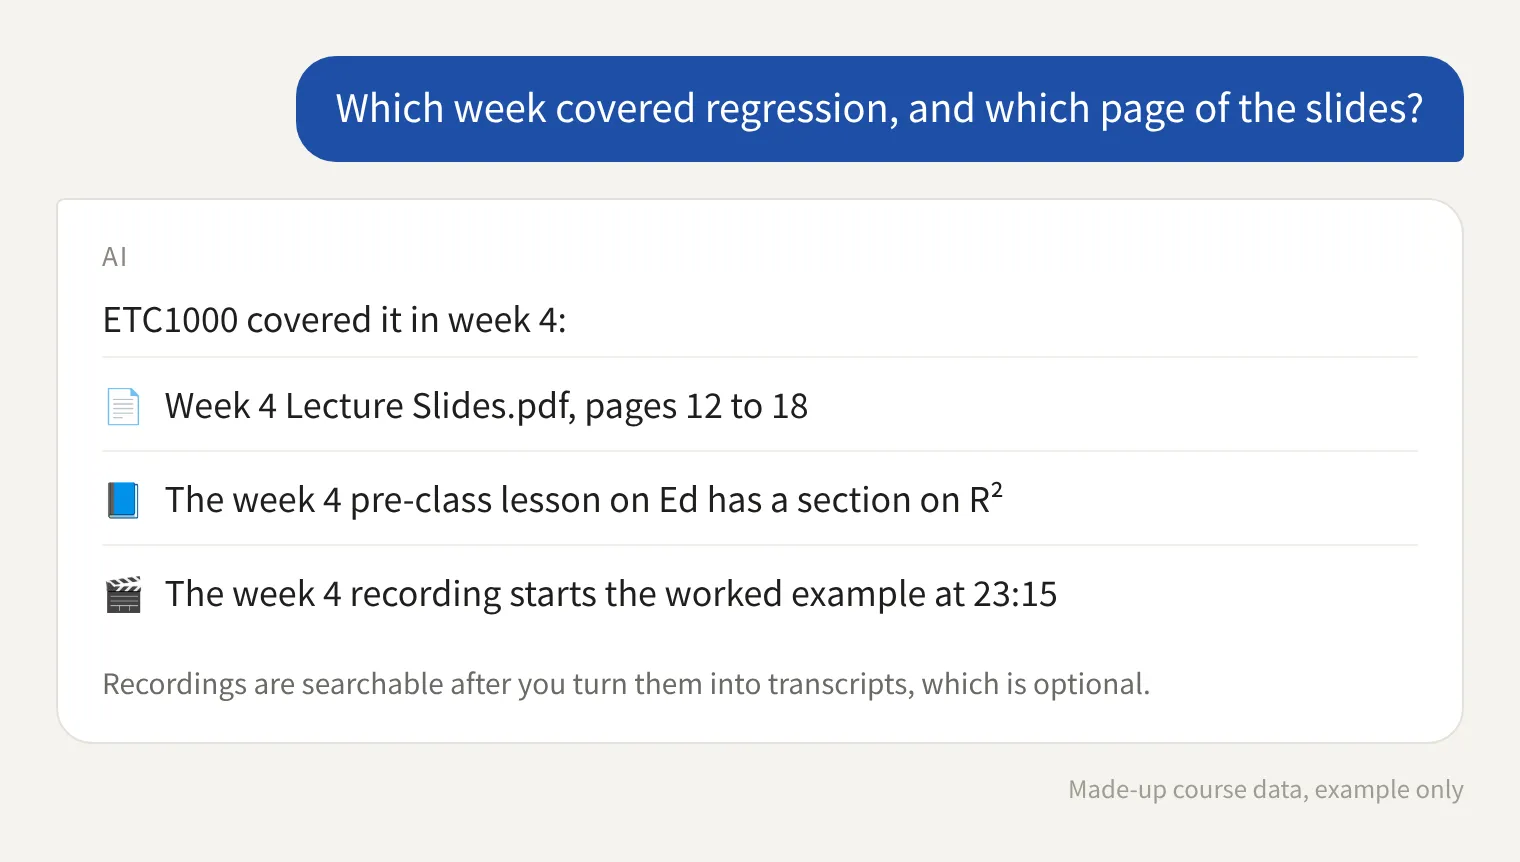 Which week covered regression, and which page of the slides?
AI
ETC1000 covered it in week 4:
Week 4 Lecture Slides.pdf, pages 12 to 18
The week 4 pre-class lesson on Ed has a section on R²
The week 4 recording starts the worked example at 23:15
Recordings are searchable after you turn them into transcripts, which is optional.
Made-up course data, example only